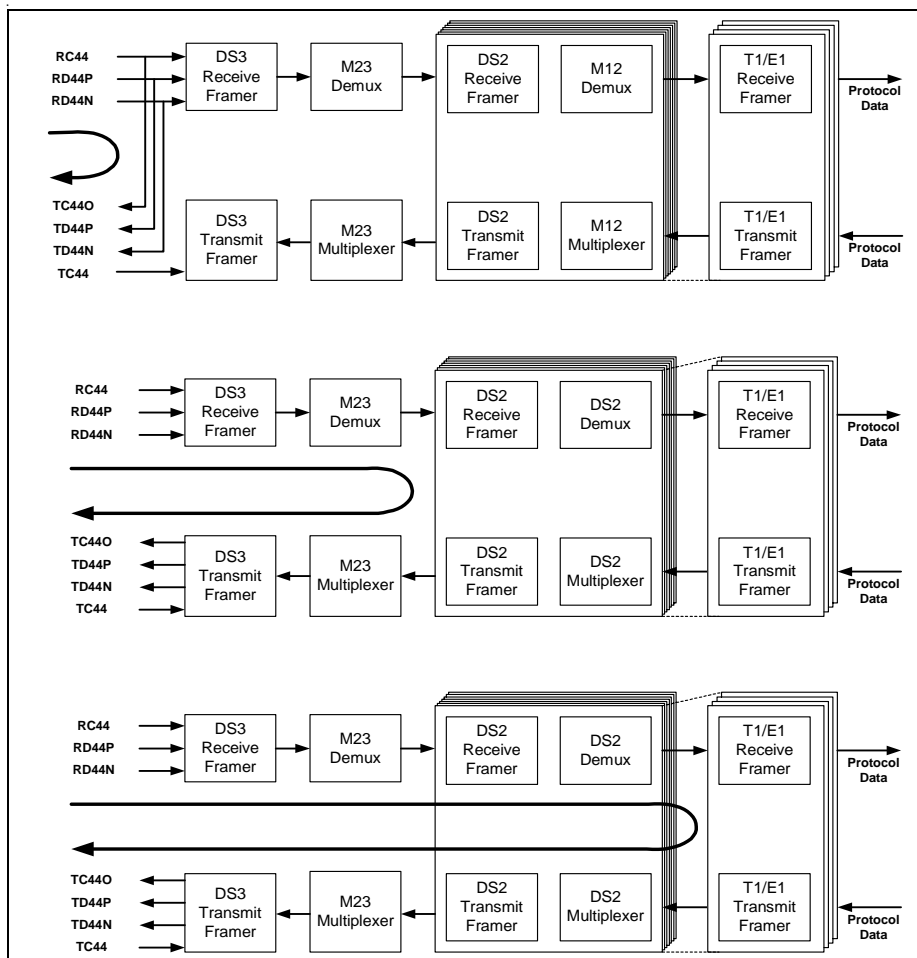 RC44
RD44P
RD44N
DS3
Receive
Framer
M23
Demux
DS2
Receive
Framer
M12
Demux
T1/E1
Receive
Framer
Protocol
Data
TC44O
TD44P
TD44N
TC44
DS3
Transmit
Framer
M23
Multiplexer
DS2
Transmit
Framer
M12
Multiplexer
T1/E1
Transmit
Framer
Protocol
Data
RC44
RD44P
RD44N
DS3
Receive
Framer
M23
Demux
DS2
Receive
Framer
DS2
Demux
T1/E1
Receive
Framer
Protocol
Data
TC44O
TD44P
TD44N
TC44
DS3
Transmit
Framer
M23
Multiplexer
DS2
Transmit
Framer
DS2
Multiplexer
T1/E1
Transmit
Framer
Protocol
Data
RC44
RD44P
RD44N
DS3
Receive
Framer
M23
Demux
DS2
Receive
Framer
DS2
Demux
T1/E1
Receive
Framer
Protocol
Data
TC44O
TD44P
TD44N
TC44
DS3
Transmit
Framer
M23
Multiplexer
DS2
Transmit
Framer
DS2
Multiplexer
T1/E1
Transmit
Framer
Protocol
Data